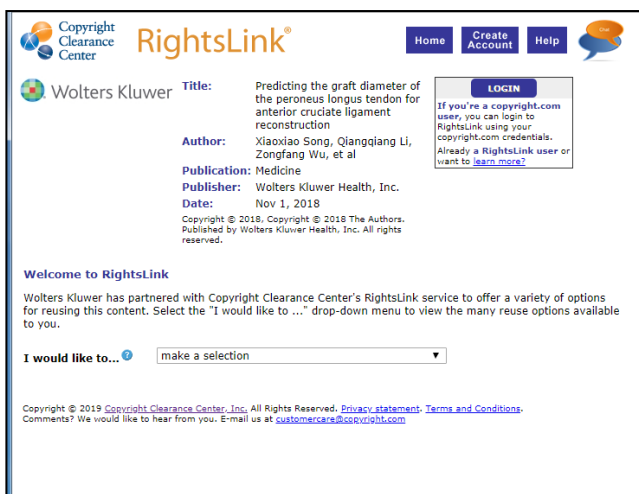 Copyright
Clearance
Center
RightsLink®
Home
Create
Account
Help
Chat
Wolters Kluwer
Title: Predicting the graft diameter of
the peroneus longus tendon for
anterior cruciate ligament
reconstruction
Author: Xiaoxiao Song, Qiangqiang Li,
Zongfang Wu, et al
Publication: Medicine
Publisher: Wolters Kluwer Health, Inc.
Date: Nov 1, 2018
Copyright © 2018, Copyright © 2018 The Authors.
Published by Wolters Kluwer Health, Inc. All rights
reserved.
LOGIN
If you're a copyright.com
user, you can login to
RightsLink using your
copyright.com credentials.
Already a RightsLink user or
want to learn more?
Welcome to RightsLink
Wolters Kluwer has partnered with Copyright Clearance Center's RightsLink service to offer a variety of options
for reusing this content. Select the "I would like to ..." drop-down menu to view the many reuse options available
to you.
I would like to... ? make a selection
Copyright © 2019 Copyright Clearance Center, Inc. All Rights Reserved. Privacy statement. Terms and Conditions.
Comments? We would like to hear from you. E-mail us at customercare@copyright.com